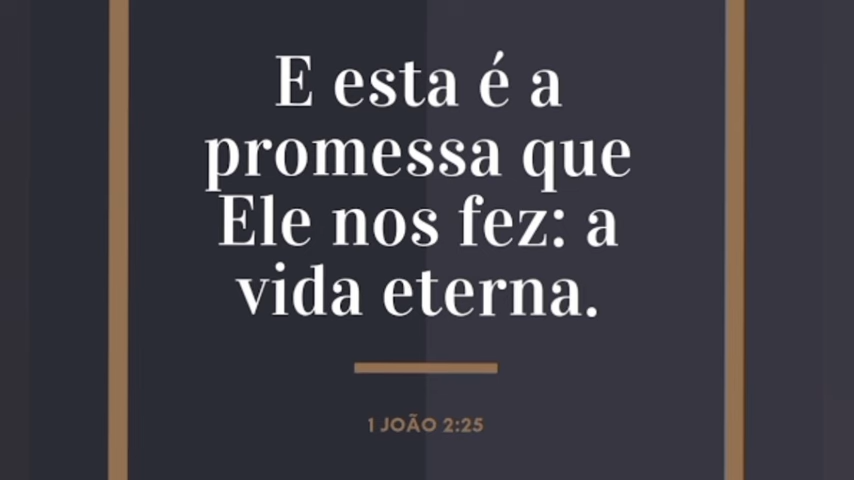 E esta é a
promessa que
Ele nos fez: a
vida eterna.
1 JOÃO 2:25